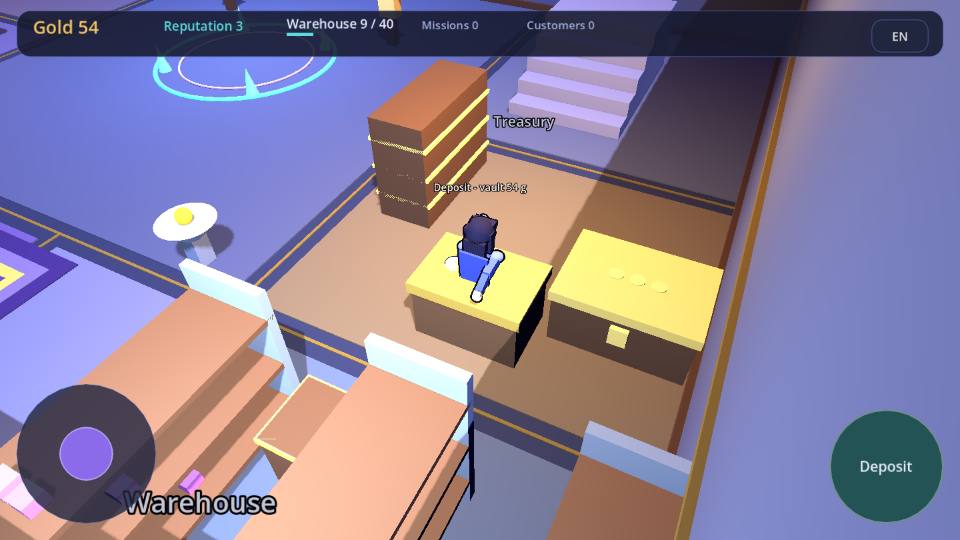 Gold 54
Reputation 3
Warehouse 9 / 40
Missions 0
Customers 0
EN
Treasury
Deposit - vault 54 g
Deposit
Warehouse